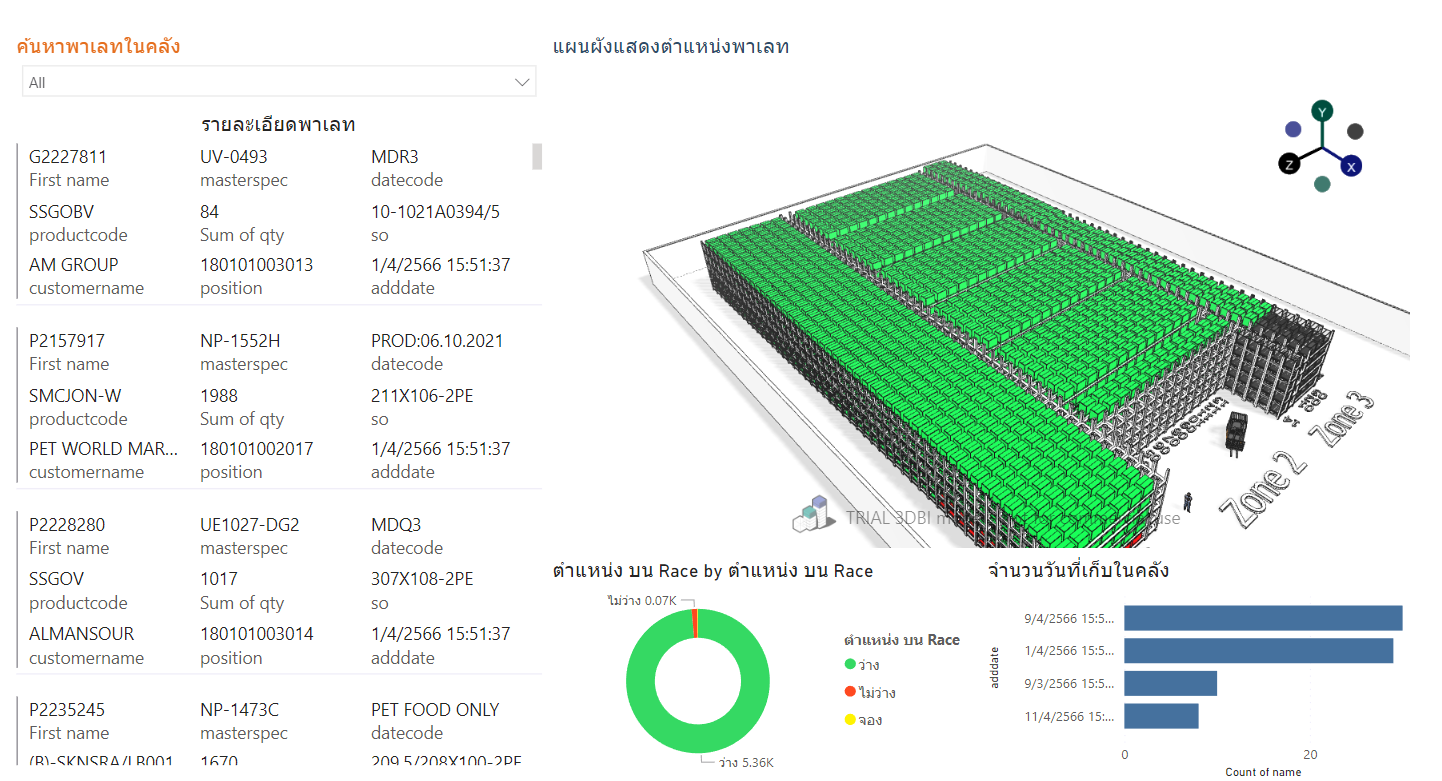 ค้นหาพาเลทในคลัง
All
รายละเอียดพาเลท
G2227811 UV-0493 MDR3
First name masterspec datecode
SSGOBV 84 10-1021A0394/5
productcode Sum of qty so
AM GROUP 180101003013 1/4/2566 15:51:37
customername position adddate
P2157917 NP-1552H PROD:06.10.2021
First name masterspec datecode
SMCJON-W 1988 211X106-2PE
productcode Sum of qty so
PET WORLD MAR... 180101002017 1/4/2566 15:51:37
customername position adddate
P2228280 UE1027-DG2 MDQ3
First name masterspec datecode
SSGOV 1017 307X108-2PE
productcode Sum of qty so
ALMANSOUR 180101003014 1/4/2566 15:51:37
customername position adddate
P2235245 NP-1473C PET FOOD ONLY
First name masterspec datecode
(B)-SKNSRA/LB001 1670 209.5/208X100-2PE
แผนผังแสดงตำแหน่งพาเลท
Y
Z
X
Zone 3
Zone 2
TRIAL 3DBI
ตำแหน่ง บน Race by ตำแหน่ง บน Race
ไม่ว่าง 0.07K
ว่าง 5.36K
ตำแหน่ง บน Race
ว่าง
ไม่ว่าง
จอง
จำนวนวันที่เก็บในคลัง
adddate
9/4/2566 15:5...
1/4/2566 15:5...
9/3/2566 15:5...
11/4/2566 15:...
0 20
Count of name